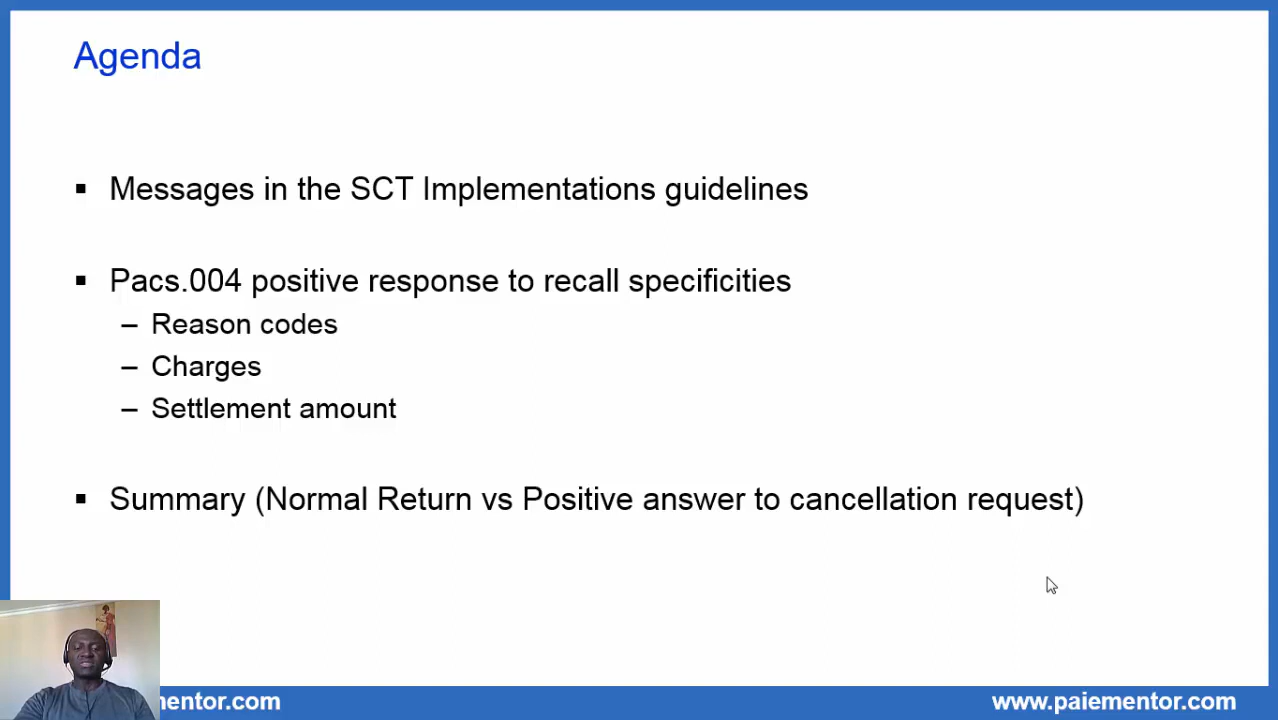 Agenda
▪ Messages in the SCT Implementations guidelines
▪ Pacs.004 positive response to recall specificities
– Reason codes
– Charges
– Settlement amount
▪ Summary (Normal Return vs Positive answer to cancellation request)
mentor.com
www.paiementor.com